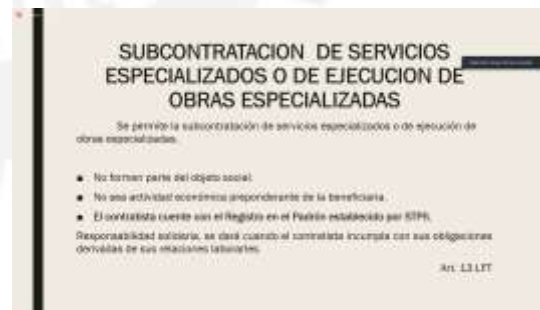 SUBCONTRATACION DE SERVICIOS
ESPECIALIZADOS O DE EJECUCION DE
OBRAS ESPECIALIZADAS
Se permite la subcontratación de servicios especializados o de ejecución de
obras especializadas.
No formen parte del objeto social.
No sea actividad económica preponderante de la beneficiaria.
El contratista cuente con el Registro en el Padrón establecido por STPS.
Responsabilidad solidaria, se dará cuando el contratista incumpla con sus obligaciones
derivadas de sus relaciones laborales.
Art. 13 LFT